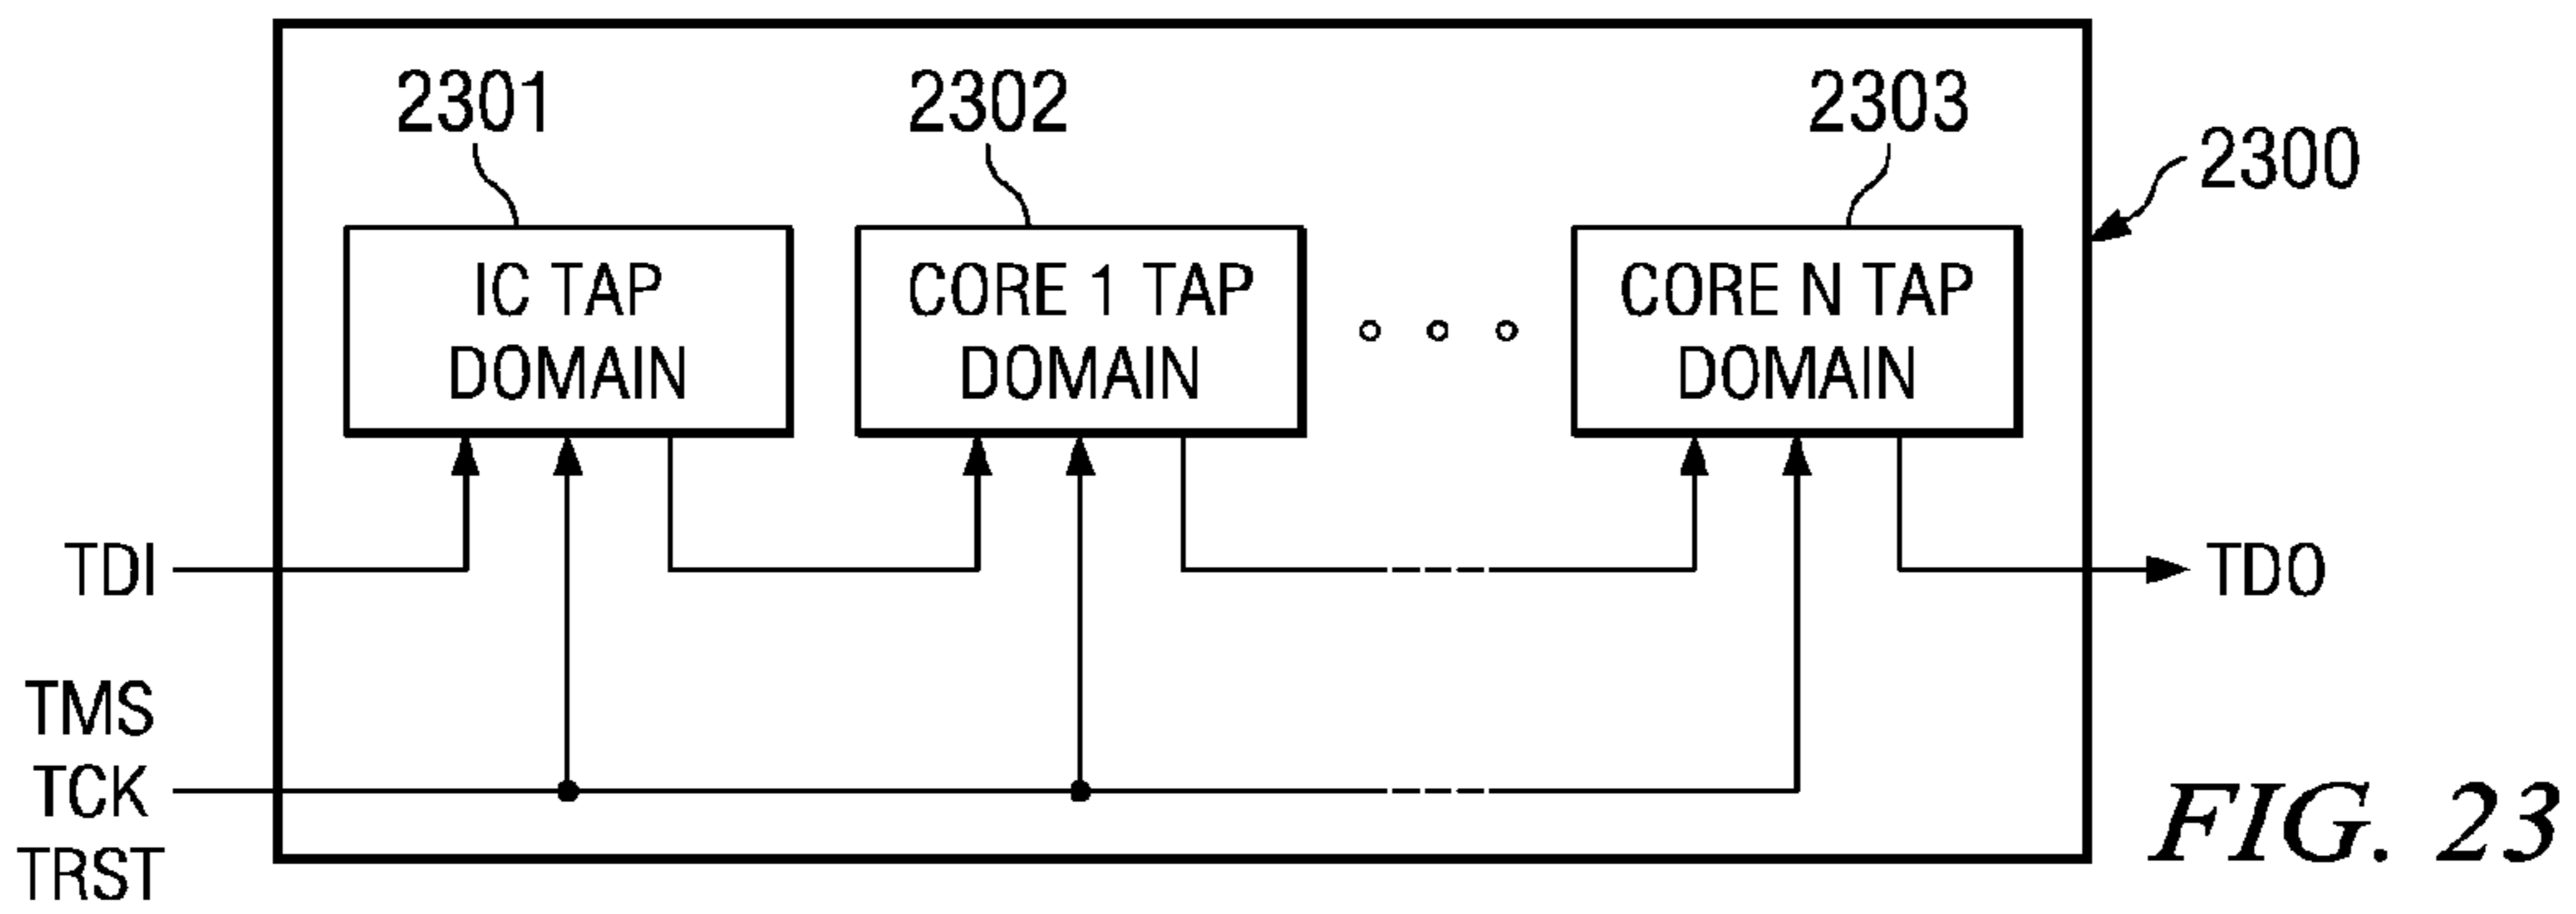 2301
2302
2303
2300
IC TAP
DOMAIN
CORE 1 TAP
DOMAIN
CORE N TAP
DOMAIN
TDI
TDO
TMS
TCK
TRST
FIG. 23